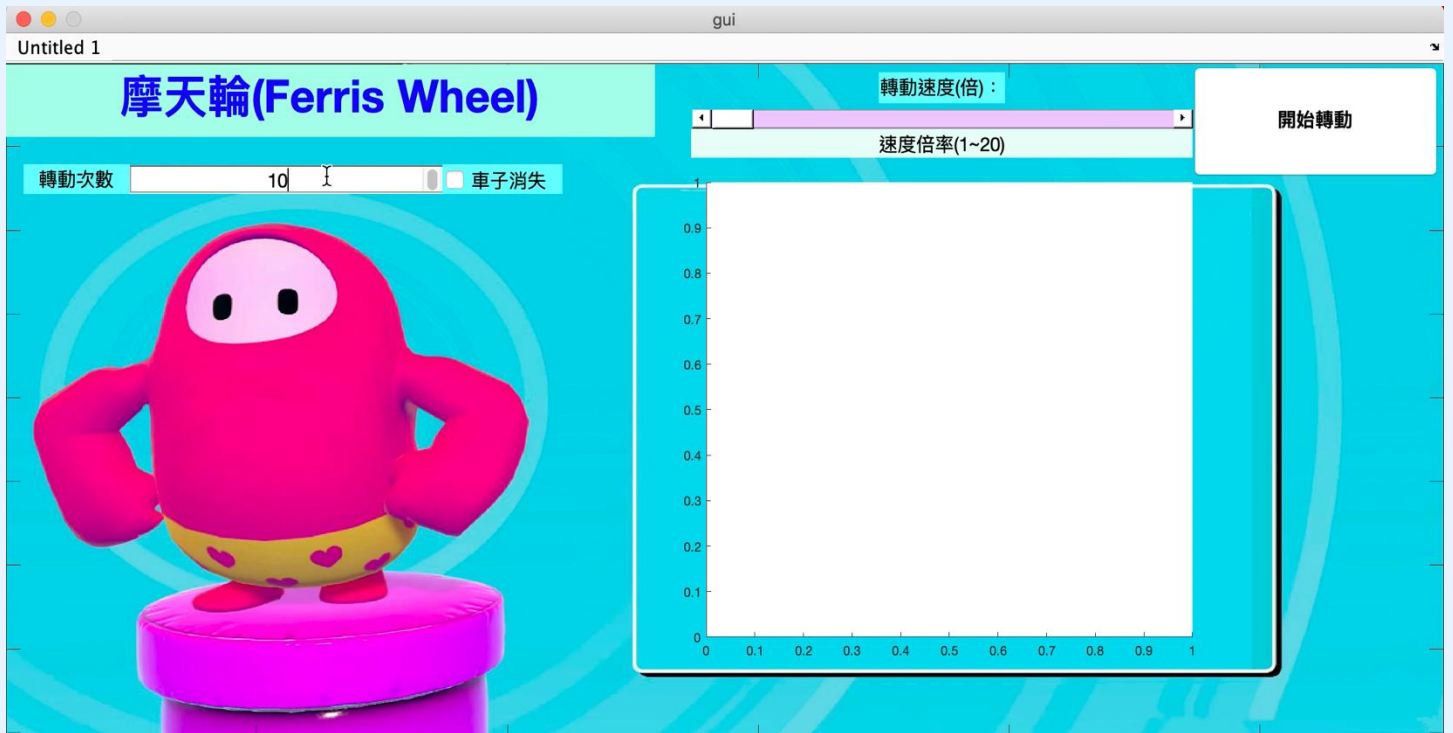 gui
Untitled 1
摩天輪(Ferris Wheel)
轉動速度(倍)：
開始轉動
速度倍率(1~20)
轉動次數 10 車子消失
1
0.9
0.8
0.7
0.6
0.5
0.4
0.3
0.2
0.1
0
0 0.1 0.2 0.3 0.4 0.5 0.6 0.7 0.8 0.9 1